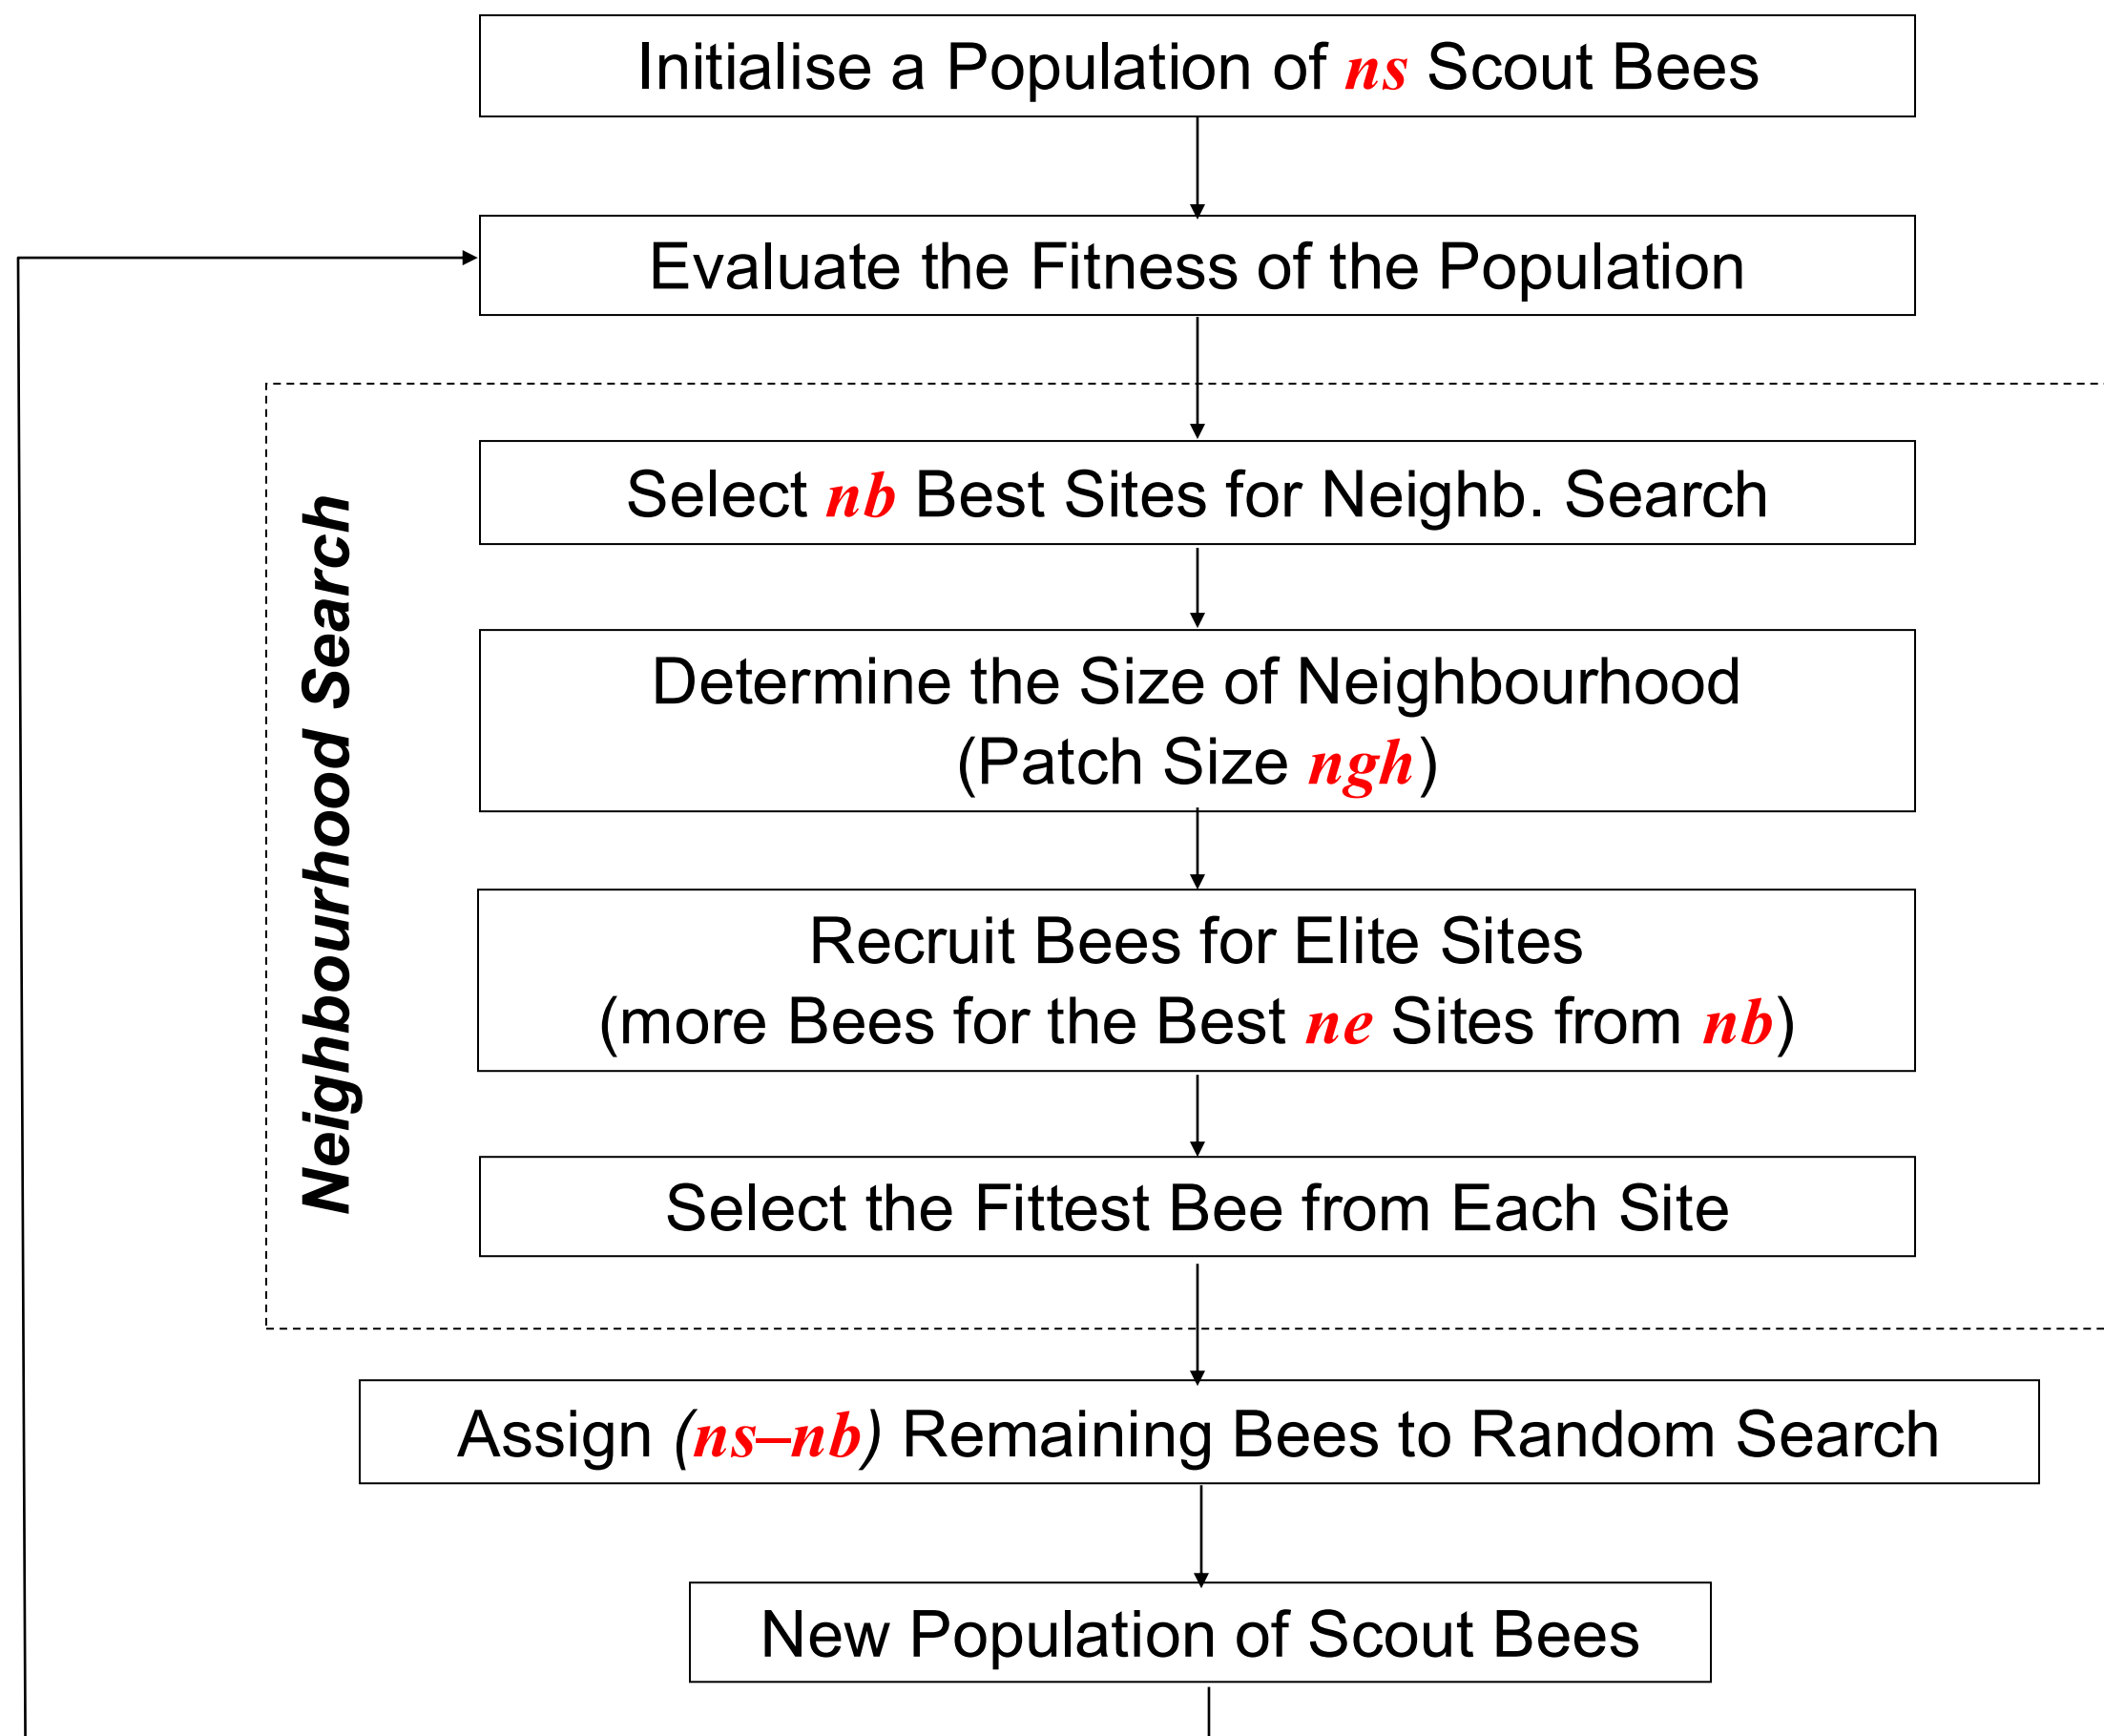 Initialise a Population of ns Scout Bees
Evaluate the Fitness of the Population
Neighbourhood Search
Select nb Best Sites for Neighb. Search
Determine the Size of Neighbourhood
(Patch Size ngh)
Recruit Bees for Elite Sites
(more Bees for the Best ne Sites from nb)
Select the Fittest Bee from Each Site
Assign (ns–nb) Remaining Bees to Random Search
New Population of Scout Bees